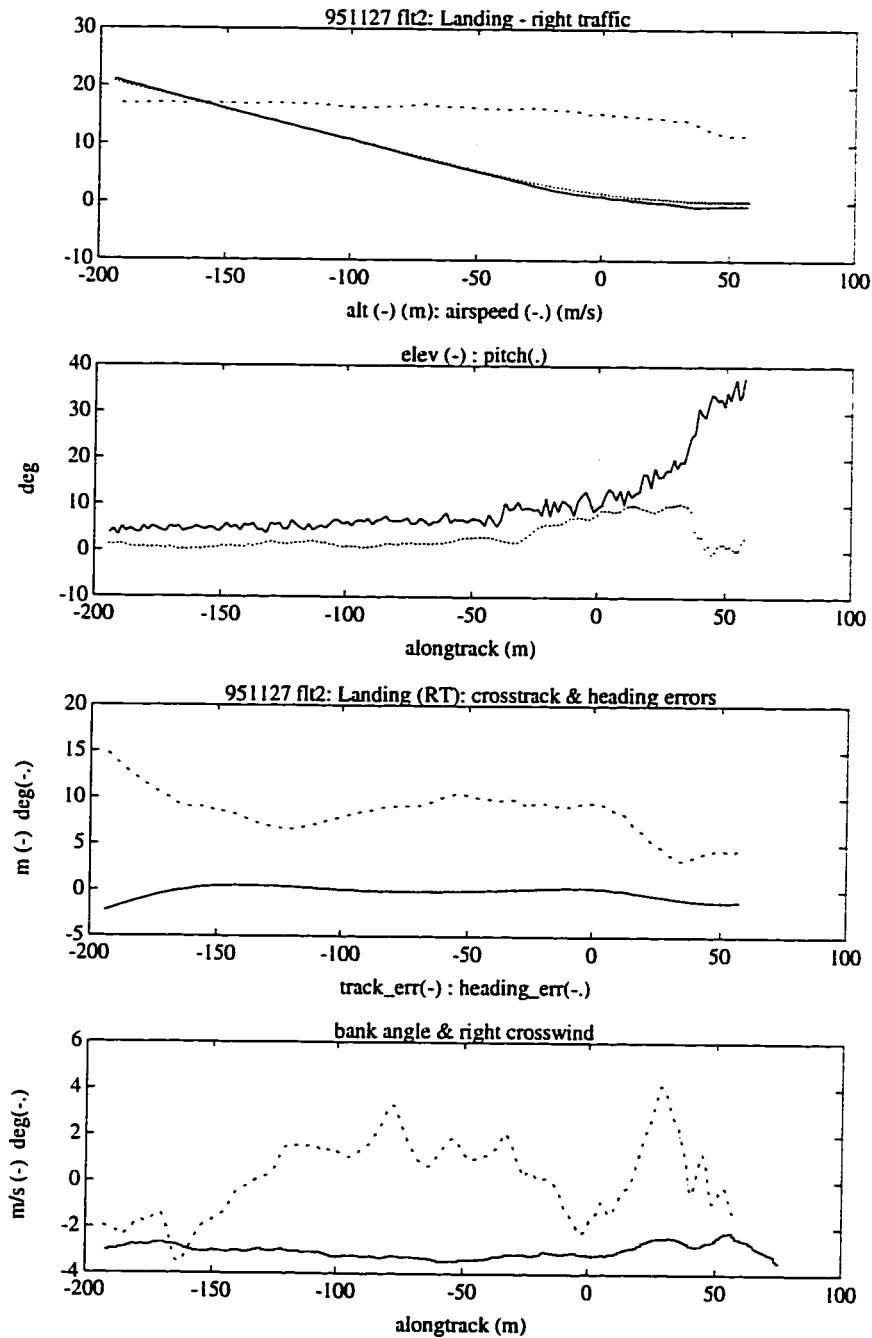 951127 flt2: Landing - right traffic
30
20
10
0
-10
-200 -150 -100 -50 0 50 100
alt (-) (m): airspeed (-.) (m/s)
elev (-) : pitch(.)
40
30
20
10
0
-10
deg
-200 -150 -100 -50 0 50 100
alongtrack (m)
951127 flt2: Landing (RT): crosstrack & heading errors
20
15
10
5
0
-5
m (-) deg(-.)
-200 -150 -100 -50 0 50 100
track_err(-) : heading_err(-.)
bank angle & right crosswind
6
4
2
0
-2
-4
m/s (-) deg(-.)
-200 -150 -100 -50 0 50 100
alongtrack (m)